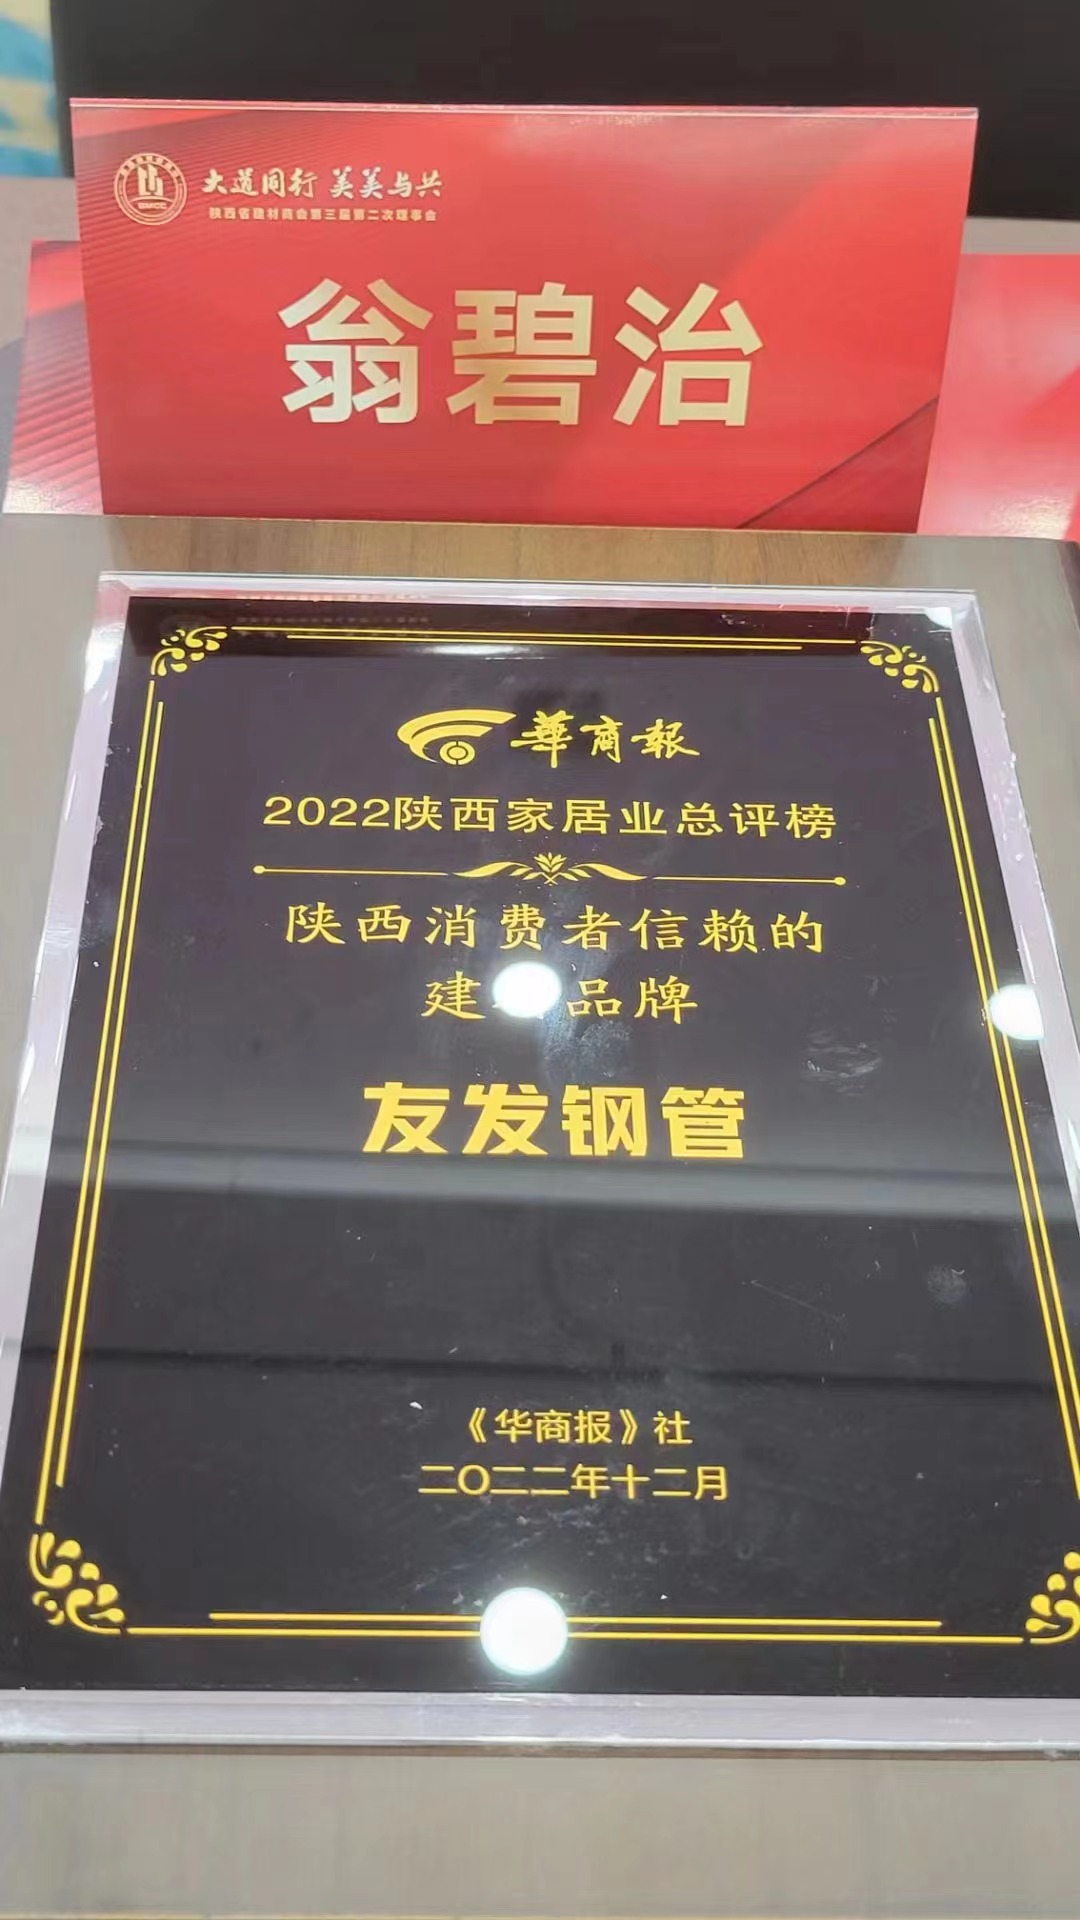 大道同行 美美与共
陕西省建材商会第三届第二次理事会
BMCC
翁碧治
華商報
2022陕西家居业总评榜
陕西消费者信赖的
建 品牌
友发钢管
《华商报》社
二〇二二年十二月